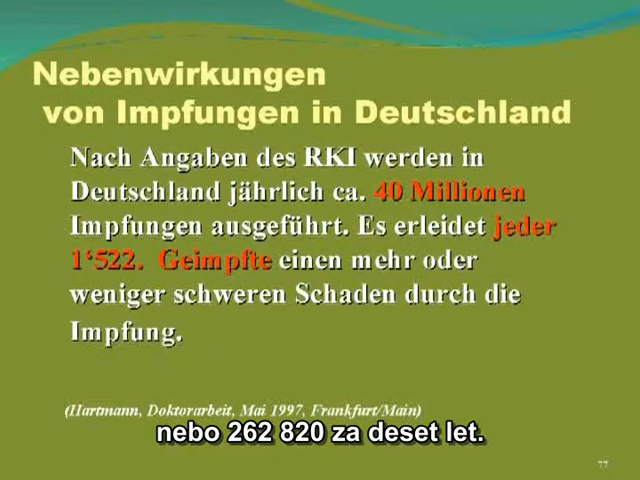 Nebenwirkungen
von Impfungen in Deutschland
Nach Angaben des RKI werden in
Deutschland jährlich ca. 40 Millionen
Impfungen ausgeführt. Es erleidet jeder
1‘522. Geimpfte einen mehr oder
weniger schweren Schaden durch die
Impfung.
(Hartmann, Doktorarbeit, Mai 1997, Frankfurt/Main)
nebo 262 820 za deset let.
77